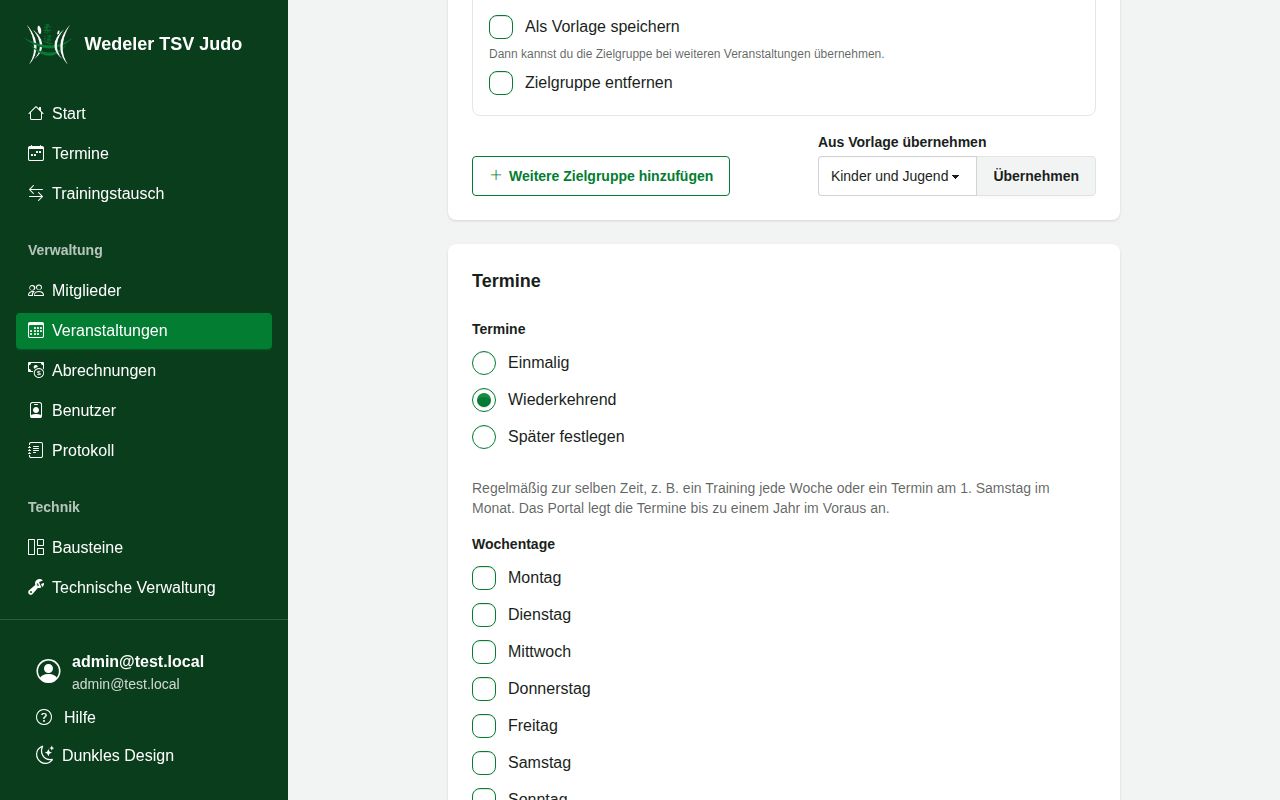 Wedeler TSV Judo
Start
Termine
Trainingstausch
Verwaltung
Mitglieder
Veranstaltungen
Abrechnungen
Benutzer
Protokoll
Technik
Bausteine
Technische Verwaltung
admin@test.local
admin@test.local
Hilfe
Dunkles Design
Als Vorlage speichern
Dann kannst du die Zielgruppe bei weiteren Veranstaltungen übernehmen.
Zielgruppe entfernen
Aus Vorlage übernehmen
+ Weitere Zielgruppe hinzufügen
Kinder und Jugend
Übernehmen
Termine
Termine
Einmalig
Wiederkehrend
Später festlegen
Regelmäßig zur selben Zeit, z. B. ein Training jede Woche oder ein Termin am 1. Samstag im
Monat. Das Portal legt die Termine bis zu einem Jahr im Voraus an.
Wochentage
Montag
Dienstag
Mittwoch
Donnerstag
Freitag
Samstag
Sonntag